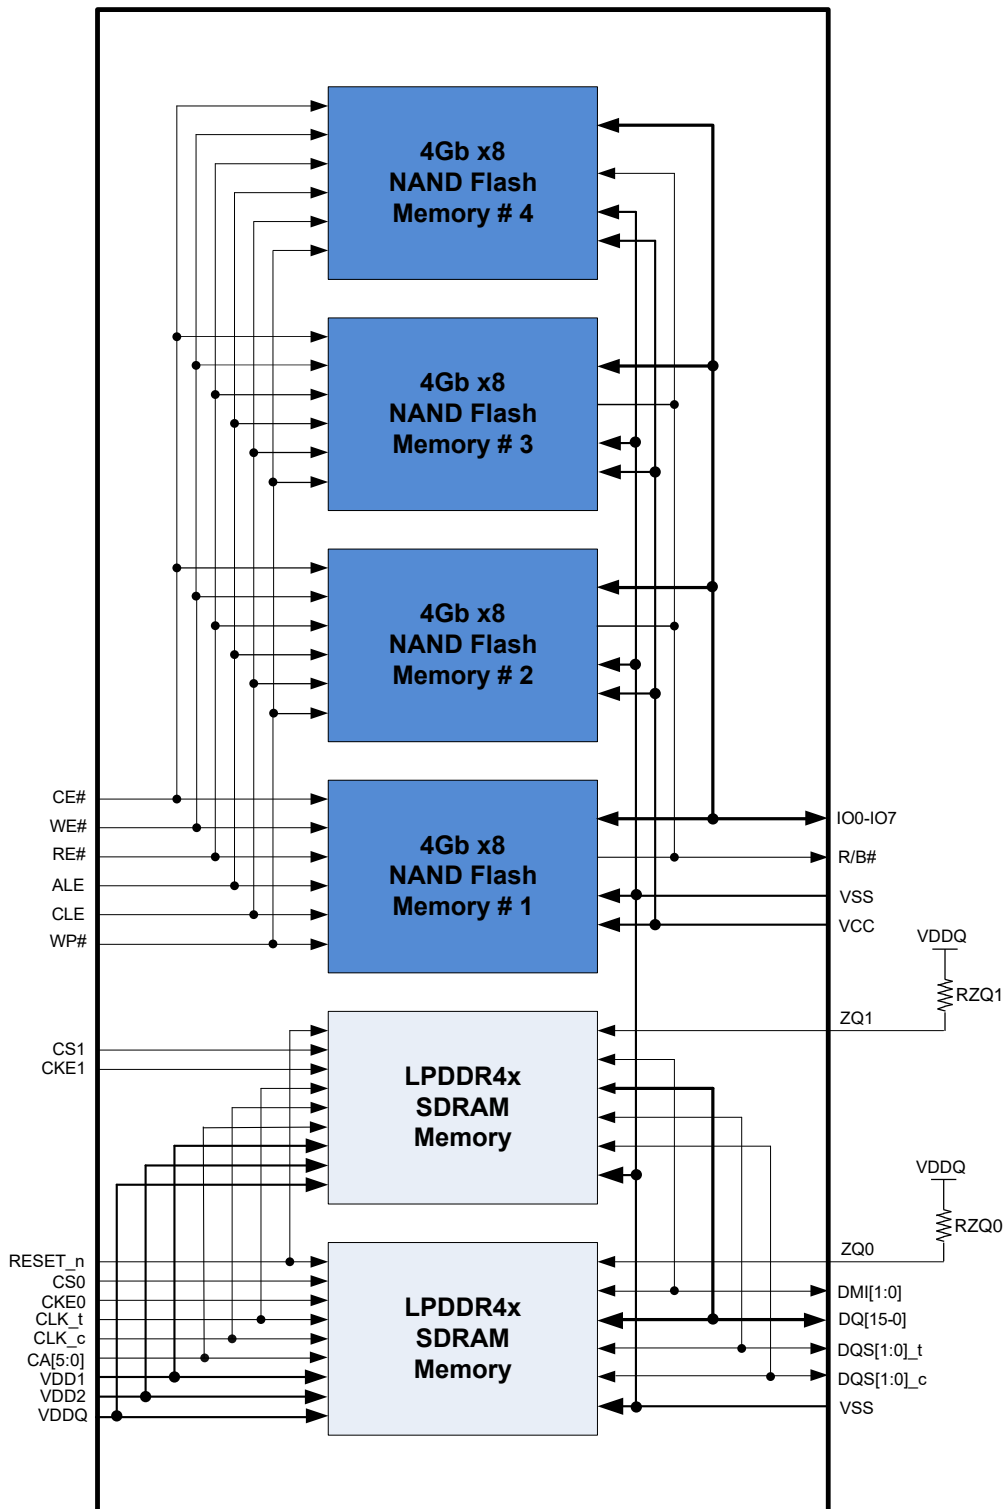 4Gb x8
NAND Flash
Memory # 4
4Gb x8
NAND Flash
Memory # 3
4Gb x8
NAND Flash
Memory # 2
4Gb x8
NAND Flash
Memory # 1
CE#
WE#
RE#
ALE
CLE
WP#
IO0-IO7
R/B#
VSS
VCC
VDDQ
RZQ1
ZQ1
CS1
CKE1
LPDDR4x
SDRAM
Memory
VDDQ
RZQ0
ZQ0
RESET_n
CS0
CKE0
CLK_t
CLK_c
CA[5:0]
VDD1
VDD2
VDDQ
LPDDR4x
SDRAM
Memory
DMI[1:0]
DQ[15-0]
DQS[1:0]_t
DQS[1:0]_c
VSS